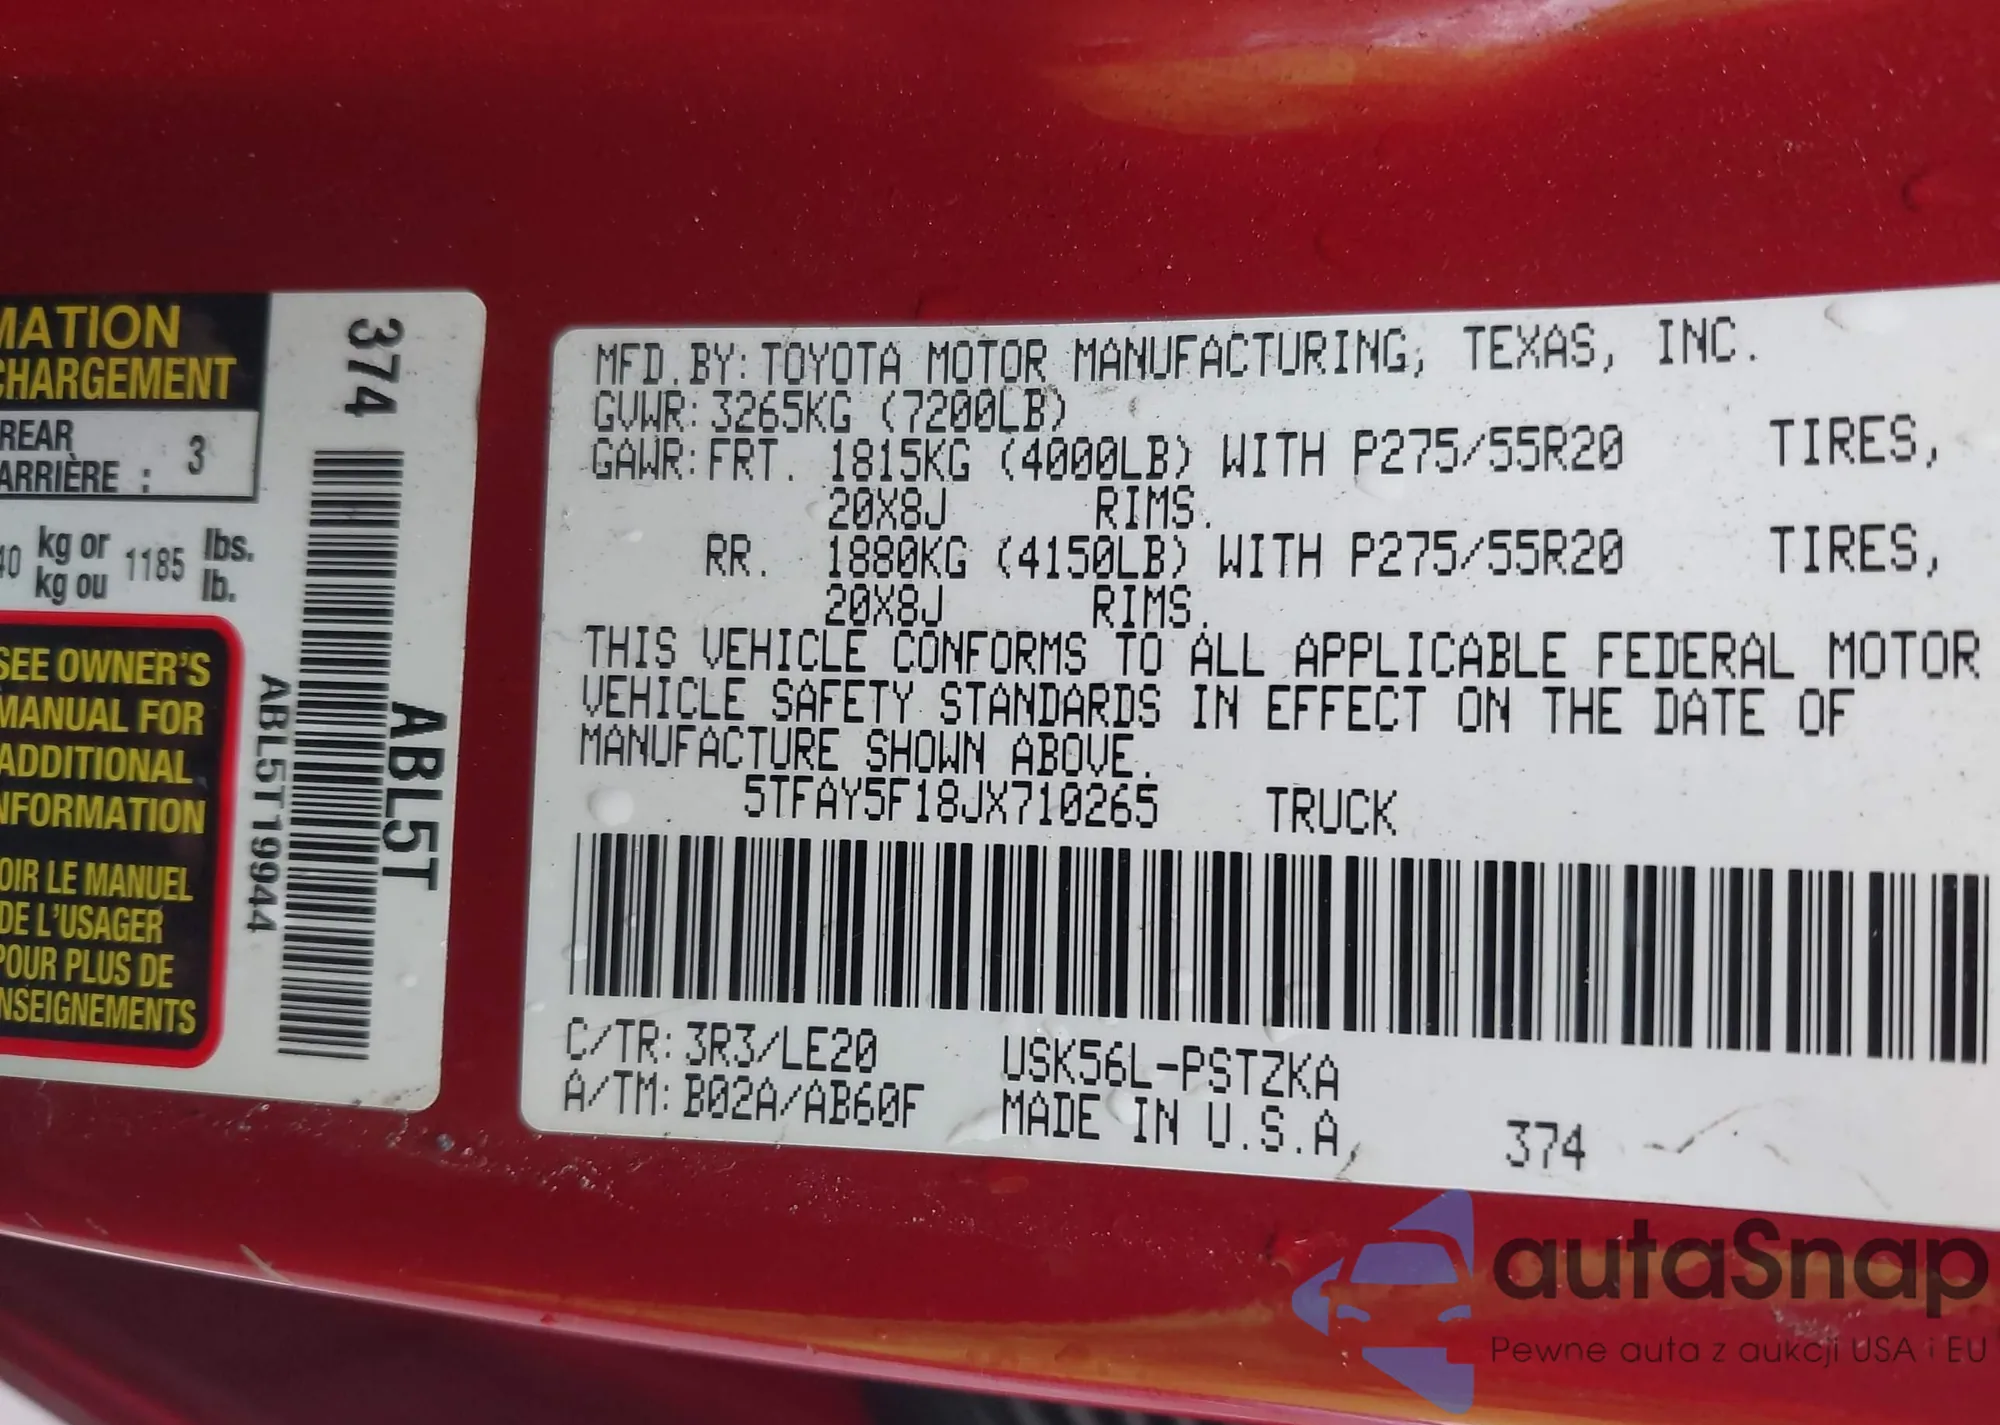 MATION
CHARGEMENT
REAR
ARRIÈRE : 3
40 kg or 1185 lbs.
kg ou lb.
SEE OWNER'S
MANUAL FOR
ADDITIONAL
NFORMATION
OIR LE MANUEL
DE L'USAGER
POUR PLUS DE
NSEIGNEMENTS
374
ABL5T
ABL5T19944
MFD.BY:TOYOTA MOTOR MANUFACTURING, TEXAS, INC.
GVWR:3265KG (7200LB)
GAWR:FRT. 1815KG (4000LB) WITH P275/55R20 TIRES,
20X8J RIMS.
RR. 1880KG (4150LB) WITH P275/55R20 TIRES,
20X8J RIMS.
THIS VEHICLE CONFORMS TO ALL APPLICABLE FEDERAL MOTOR
VEHICLE SAFETY STANDARDS IN EFFECT ON THE DATE OF
MANUFACTURE SHOWN ABOVE.
5TFAY5F18JX710265 TRUCK
C/TR: 3R3/LE20 USK56L-PSTZKA
A/TM: B02A/AB60F MADE IN U.S.A.
374
autaSnap
Pewne auta z aukcji USA i EU